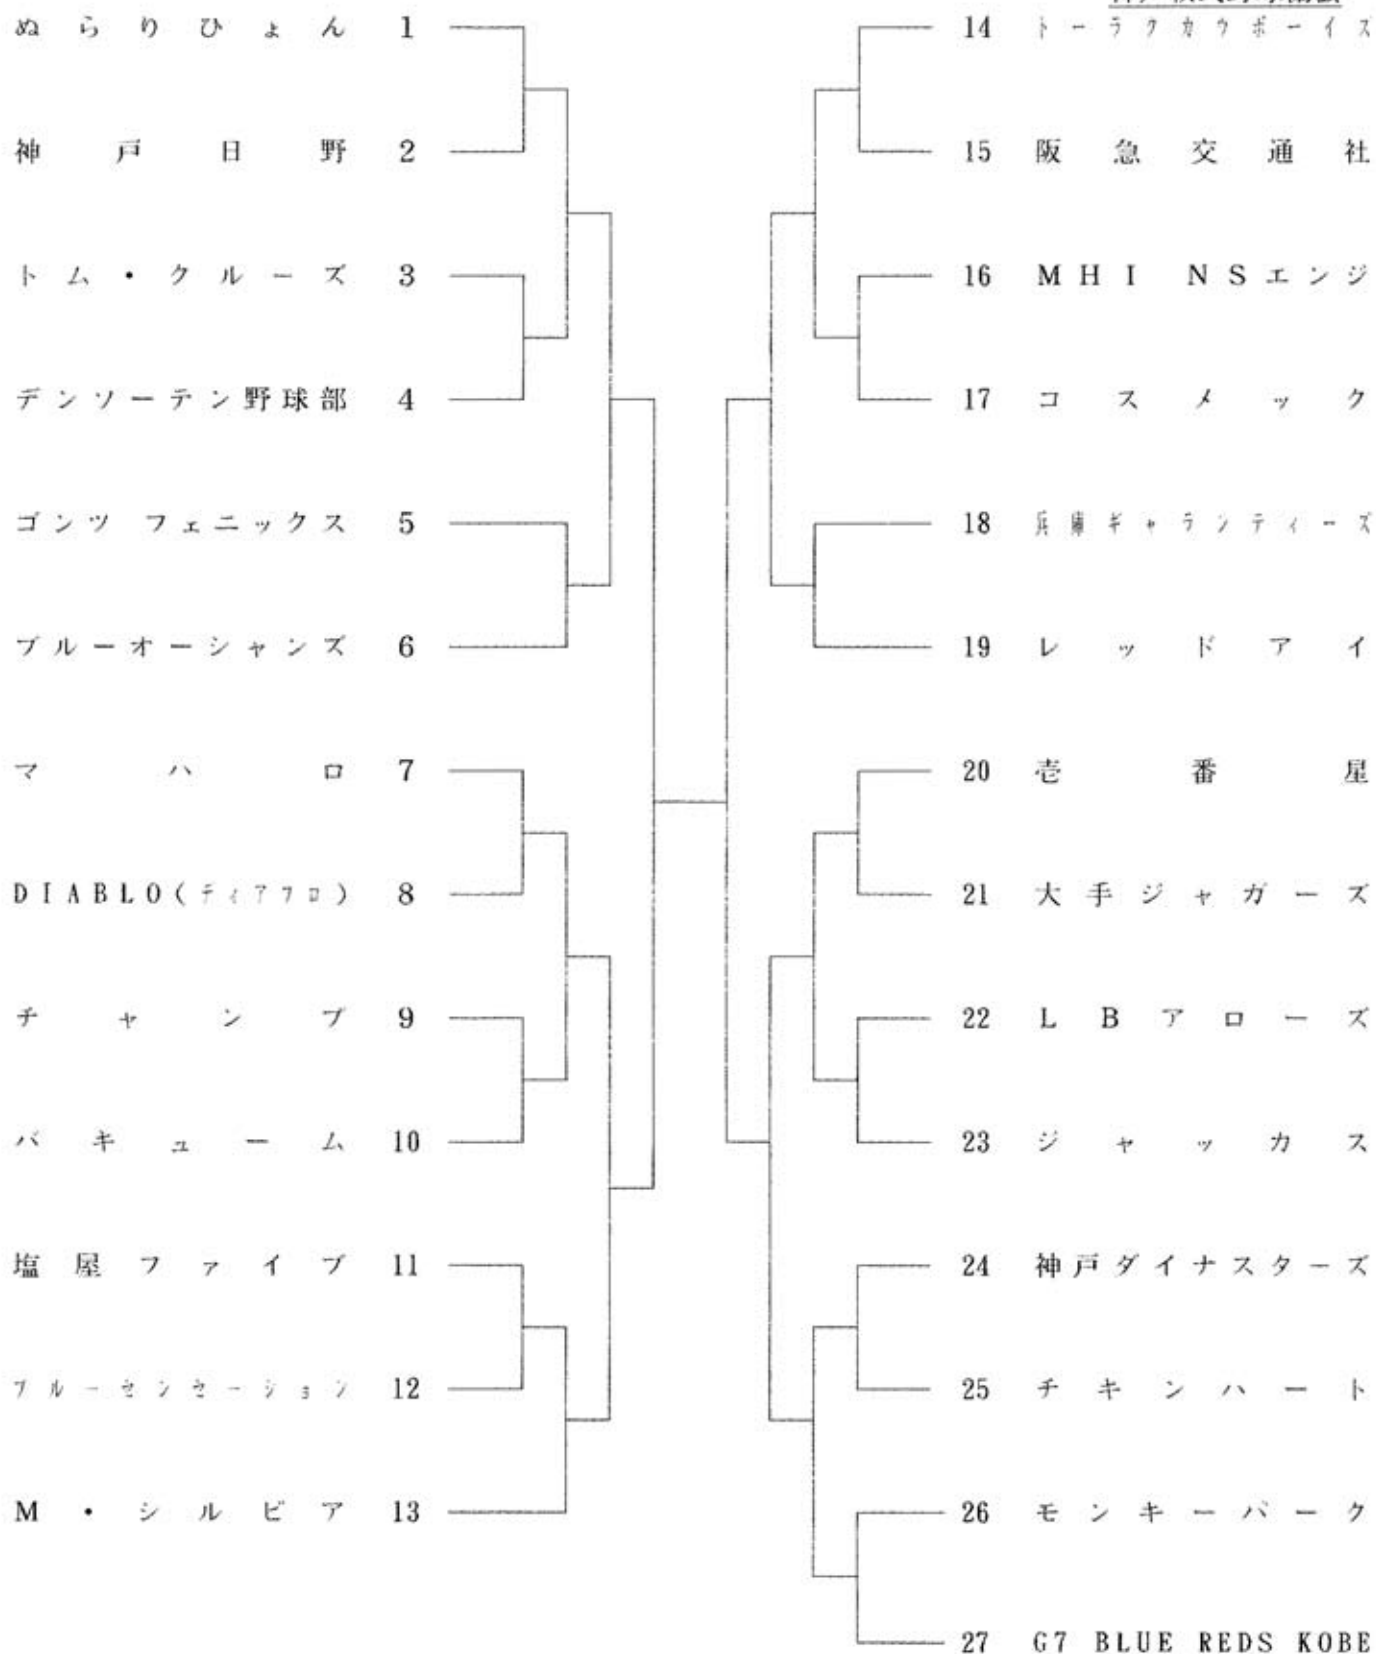 ぬらりひょん 1
神戸日野 2
トム・クルーズ 3
デンソーテン野球部 4
ゴンツ フェニックス 5
ブルーオーシャンズ 6
マハロ 7
DIABLO(ディアブロ) 8
チャンプ 9
バキューム 10
塩屋ファイブ 11
ブルーセンセーション 12
M・シルビア 13
14 トーラクカウボーイズ
15 阪急交通社
16 MHI NSエンジ
17 コスメック
18 兵庫ギャランティーズ
19 レッドアイ
20 壱番星
21 大手ジャガーズ
22 LBアローズ
23 ジャッカス
24 神戸ダイナスターズ
25 チキンハート
26 モンキーパーク
27 G7 BLUE REDS KOBE